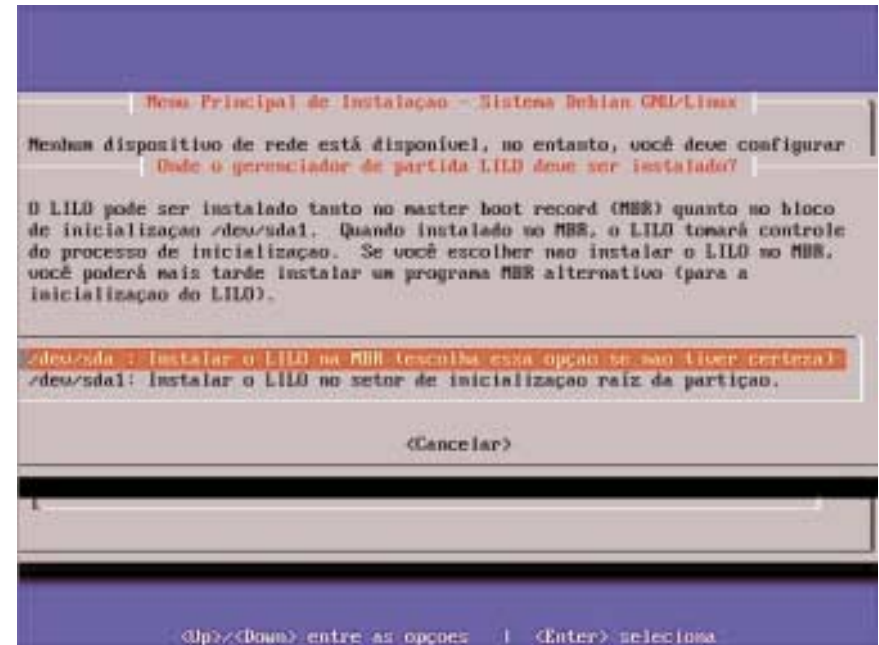 Menu Principal de Instalaçao - Sistema Debian GNU/Linux
Nenhum dispositivo de rede está disponível, no entanto, você deve configurar
Onde o gerenciador de partida LILO deve ser instalado?
O LILO pode ser instalado tanto no master boot record (MBR) quanto no bloco
de inicializaçao /dev/sda1. Quando instalado no MBR, o LILO tomará controle
do processo de inicializaçao. Se você escolher nao instalar o LILO no MBR,
você poderá mais tarde instalar um programa MBR alternativo (para a
inicializaçao do LILO).
/dev/sda : Instalar o LILO na MBR (escolha essa opçao se nao tiver certeza)
/dev/sda1: Instalar o LILO no setor de inicializaçao raíz da partiçao.
<Cancelar>
<Up>/<Down> entre as opçoes | <Enter> seleciona